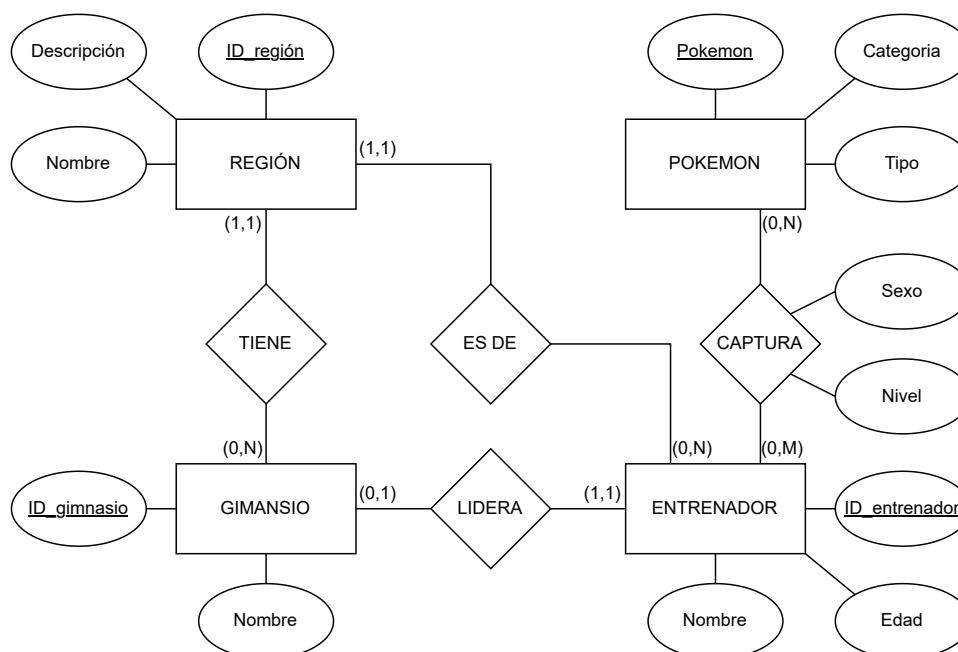 Descripción
ID_región
Pokemon
Categoria
Nombre
REGIÓN
(1,1)
POKEMON
Tipo
(1,1)
(0,N)
Sexo
TIENE
ES DE
CAPTURA
Nivel
(0,N)
(0,N)
(0,M)
ID_gimnasio
GIMANSIO
(0,1)
LIDERA
(1,1)
ENTRENADOR
ID_entrenador
Nombre
Nombre
Edad